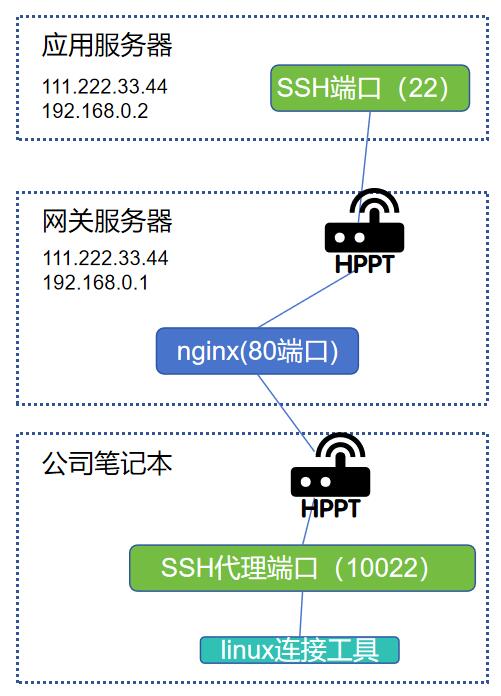 应用服务器
111.222.33.44
192.168.0.2
SSH端口（22）
网关服务器
111.222.33.44
192.168.0.1
HPPT
nginx(80端口)
公司笔记本
HPPT
SSH代理端口（10022）
linux连接工具